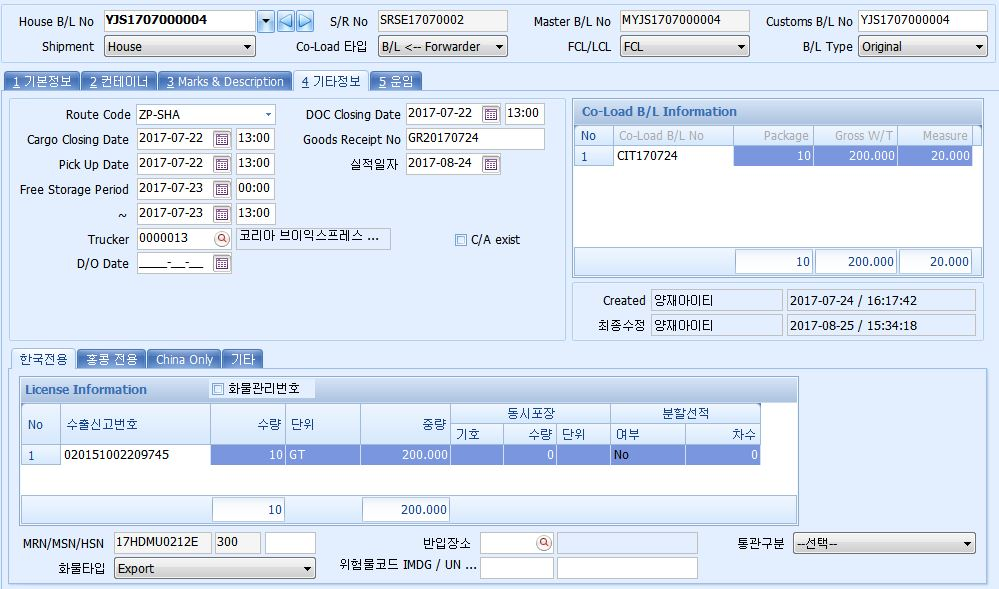 House B/L No YJS1707000004 S/R No SRSE17070002 Master B/L No MYJS1707000004 Customs B/L No YJS1707000004
Shipment House Co-Load 타입 B/L <-- Forwarder FCL/LCL FCL B/L Type Original
1 기본정보 2 컨테이너 3 Marks & Description 4 기타정보 5 운임
Route Code ZP-SHA DOC Closing Date 2017-07-22 13:00
Cargo Closing Date 2017-07-22 13:00 Goods Receipt No GR20170724
Pick Up Date 2017-07-22 13:00 실적일자 2017-08-24
Free Storage Period 2017-07-23 00:00
~ 2017-07-23 13:00
Trucker 0000013 코리아 브이익스프레스 ... C/A exist
D/O Date ____-__-__
Co-Load B/L Information
No Co-Load B/L No Package Gross W/T Measure
1 CIT170724 10 200.000 20.000
10 200.000 20.000
Created 양재아이티 2017-07-24 / 16:17:42
최종수정 양재아이티 2017-08-25 / 15:34:18
한국전용 홍콩 전용 China Only 기타
License Information 화물관리번호
No 수출신고번호 수량 단위 중량 동시포장 분할선적
기호 수량 단위 여부 차수
1 020151002209745 10 GT 200.000 0 No 0
10 200.000
MRN/MSN/HSN 17HDMU0212E 300 반입장소 통관구분 --선택--
화물타입 Export 위험물코드 IMDG / UN ...